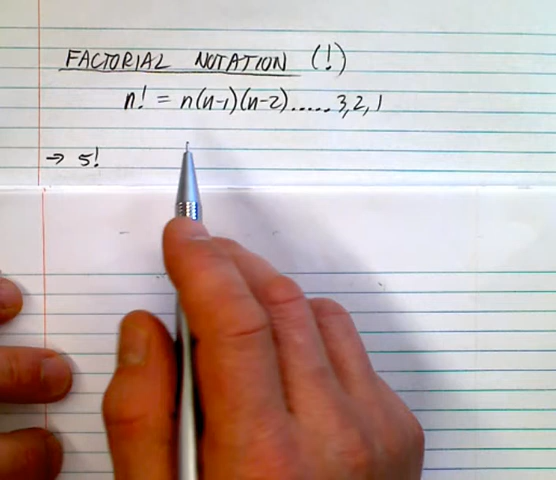 FACTORIAL NOTATION (!)
n! = n(n-1)(n-2)..... 3,2,1
→ 5!